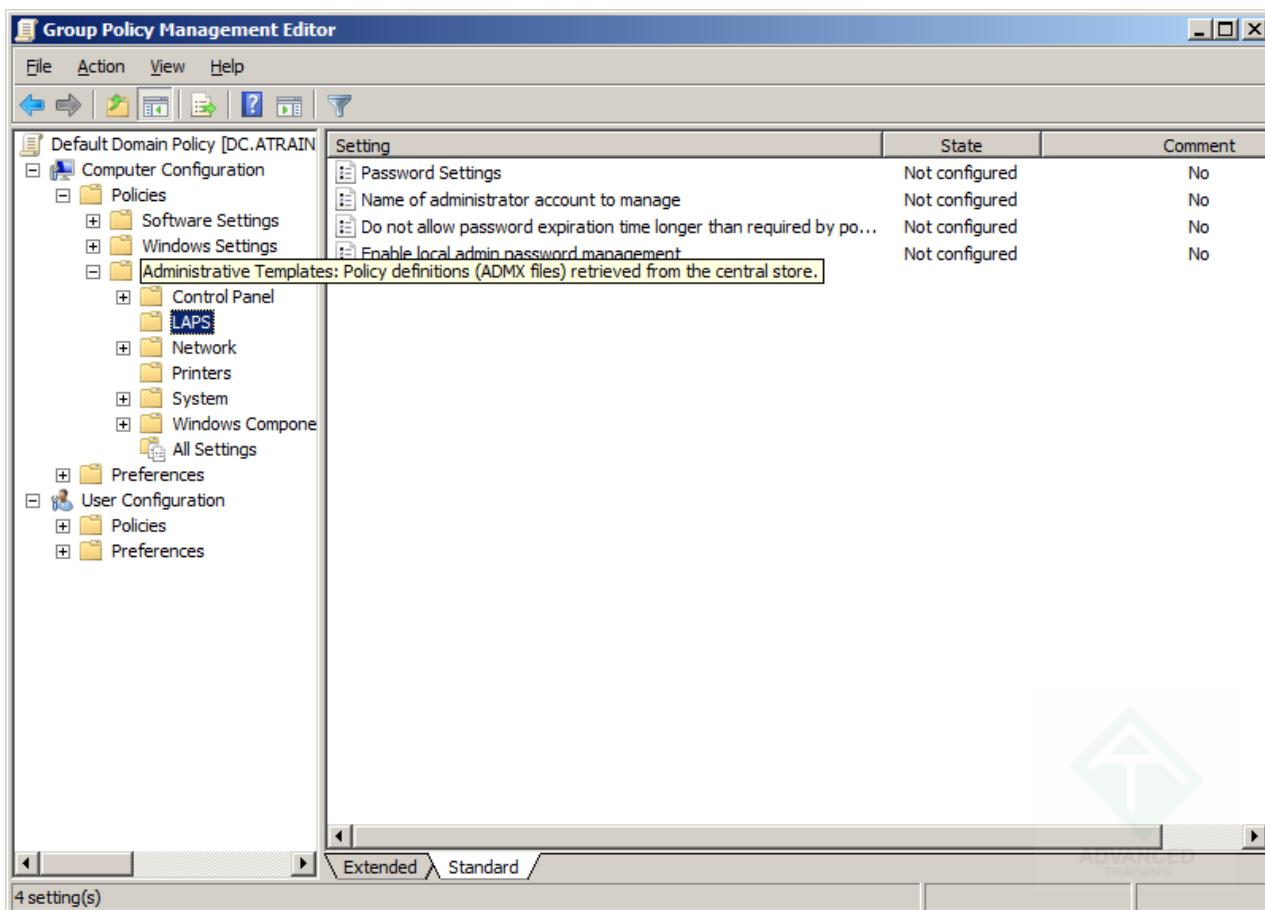 Group Policy Management Editor
File Action View Help
Default Domain Policy [DC.ATRAIN
Computer Configuration
Policies
Software Settings
Windows Settings
Administrative Templates: Policy definitions (ADMX files) retrieved from the central store.
Control Panel
LAPS
Network
Printers
System
Windows Compone
All Settings
Preferences
User Configuration
Policies
Preferences
Setting State Comment
Password Settings Not configured No
Name of administrator account to manage Not configured No
Do not allow password expiration time longer than required by po... Not configured No
Enable local admin password management Not configured No
Extended Standard
ADVANCED
TRAINING
4 setting(s)